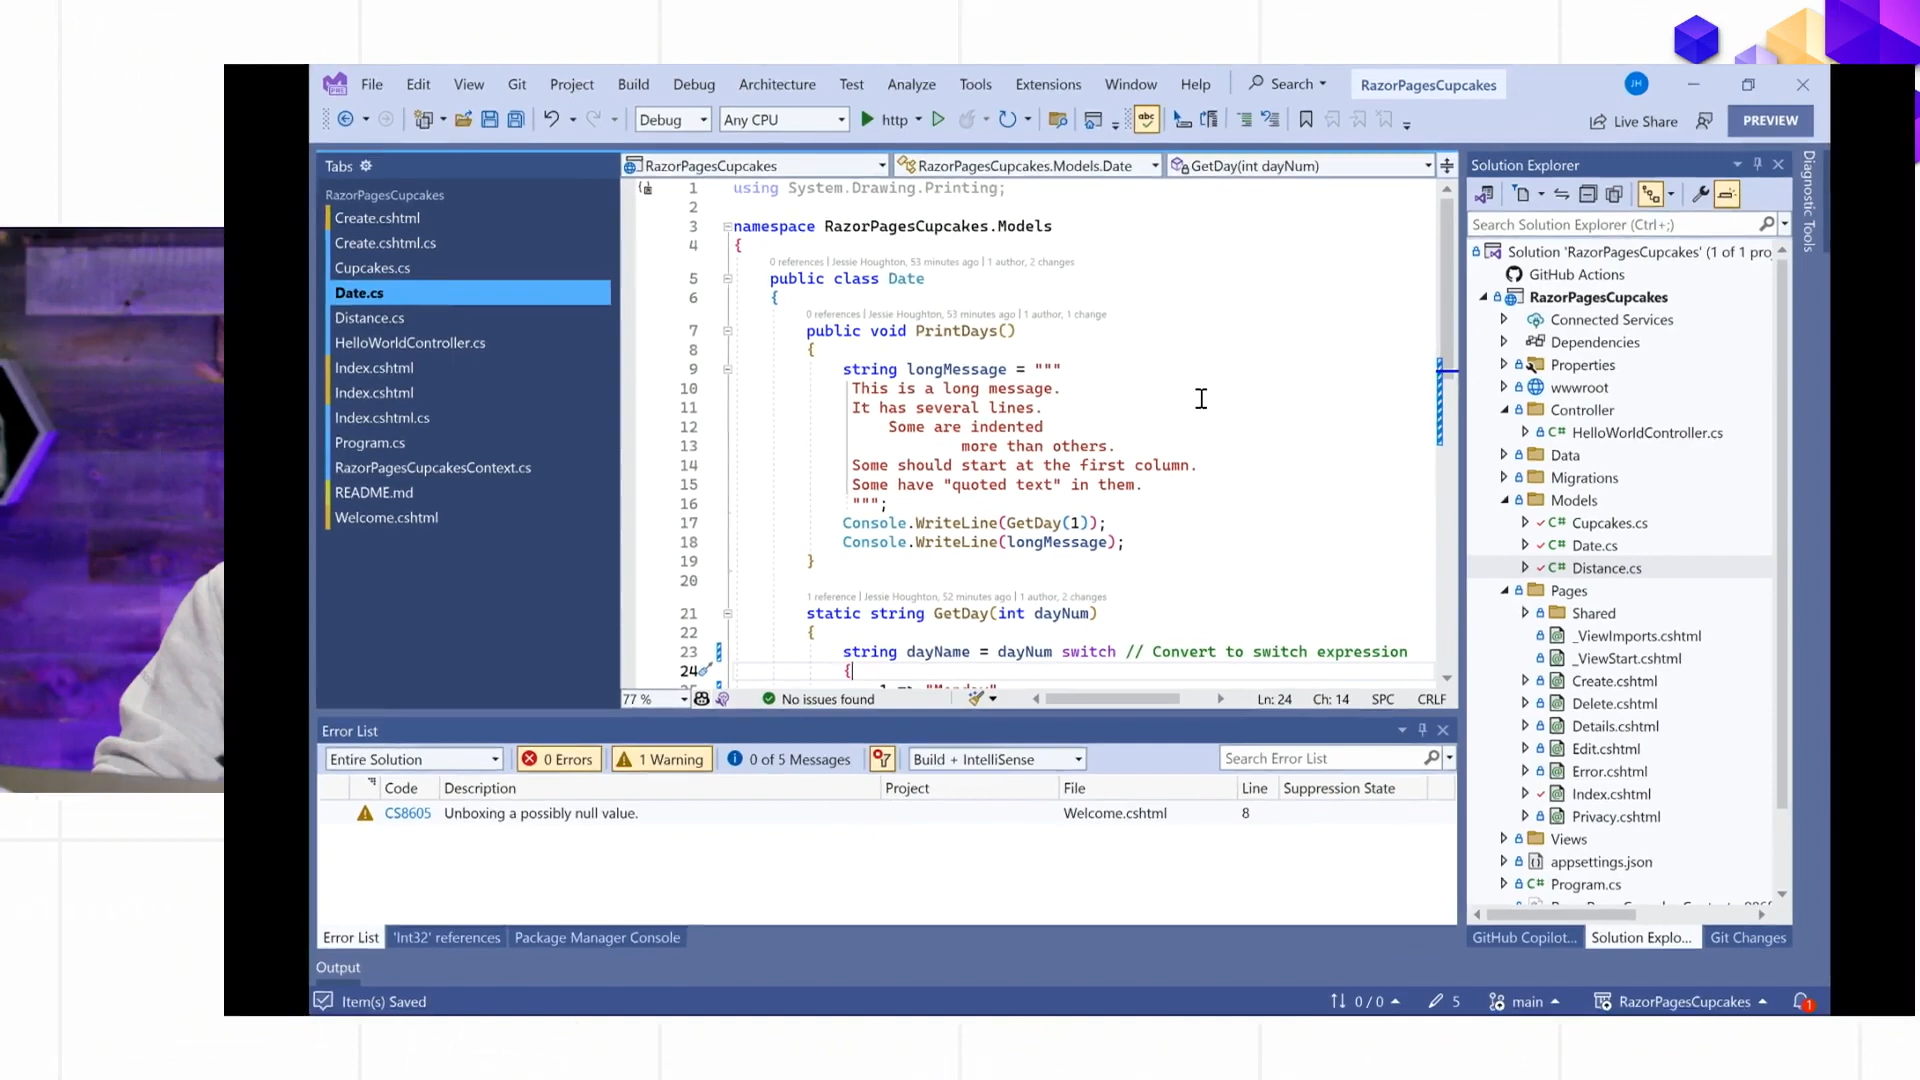 File Edit View Git Project Build Debug Architecture Test Analyze Tools Extensions Window Help Search RazorPagesCupcakes JH
Debug Any CPU http Live Share PREVIEW
Tabs
RazorPagesCupcakes
Create.cshtml
Create.cshtml.cs
Cupcakes.cs
Date.cs
Distance.cs
HelloWorldController.cs
Index.cshtml
Index.cshtml
Index.cshtml.cs
Program.cs
RazorPagesCupcakesContext.cs
README.md
Welcome.cshtml
RazorPagesCupcakes RazorPagesCupcakes.Models.Date GetDay(int dayNum)
1 using System.Drawing.Printing;
2
3 namespace RazorPagesCupcakes.Models
4 {
0 references | Jessie Houghton, 53 minutes ago | 1 author, 2 changes
5 public class Date
6 {
0 references | Jessie Houghton, 53 minutes ago | 1 author, 1 change
7 public void PrintDays()
8 {
9 string longMessage = """
10 This is a long message.
11 It has several lines.
12 Some are indented
13 more than others.
14 Some should start at the first column.
15 Some have "quoted text" in them.
16 """;
17 Console.WriteLine(GetDay(1));
18 Console.WriteLine(longMessage);
19 }
20
1 reference | Jessie Houghton, 52 minutes ago | 1 author, 2 changes
21 static string GetDay(int dayNum)
22 {
23 string dayName = dayNum switch // Convert to switch expression
24 {
77 % No issues found Ln: 24 Ch: 14 SPC CRLF
Solution Explorer
Search Solution Explorer (Ctrl+;)
Solution 'RazorPagesCupcakes' (1 of 1 pro
GitHub Actions
RazorPagesCupcakes
Connected Services
Dependencies
Properties
wwwroot
Controller
C# HelloWorldController.cs
Data
Migrations
Models
C# Cupcakes.cs
C# Date.cs
C# Distance.cs
Pages
Shared
_ViewImports.cshtml
_ViewStart.cshtml
Create.cshtml
Delete.cshtml
Details.cshtml
Edit.cshtml
Error.cshtml
Index.cshtml
Privacy.cshtml
Views
appsettings.json
C# Program.cs
GitHub Copilot... Solution Explo... Git Changes
Diagnostic Tools
Error List
Entire Solution 0 Errors 1 Warning 0 of 5 Messages Build + IntelliSense Search Error List
Code Description Project File Line Suppression State
CS8605 Unboxing a possibly null value. Welcome.cshtml 8
Error List 'Int32' references Package Manager Console
Output
Item(s) Saved 0 / 0 5 main RazorPagesCupcakes 1